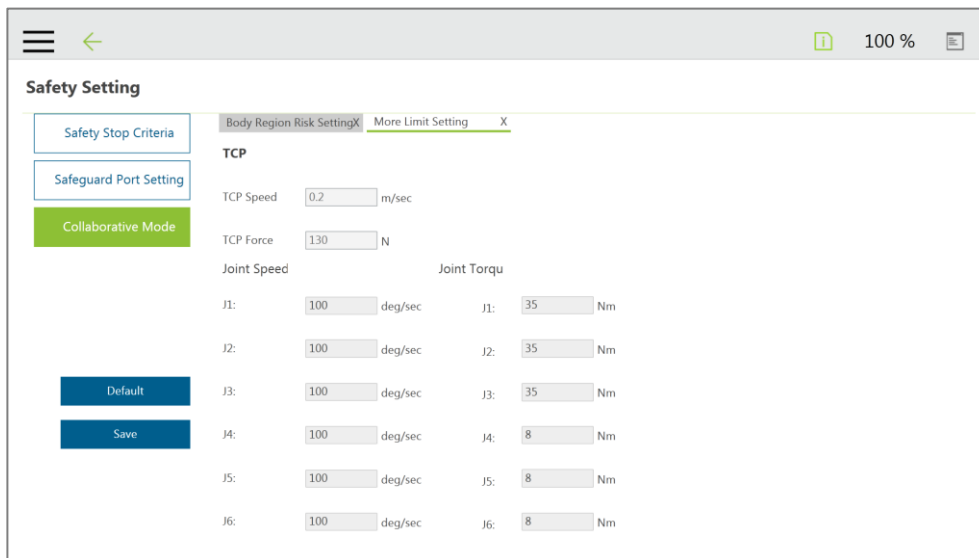 100 %
Safety Setting
Safety Stop Criteria
Safeguard Port Setting
Collaborative Mode
Default
Save
Body Region Risk SettingX More Limit Setting X
TCP
TCP Speed 0.2 m/sec
TCP Force 130 N
Joint Speed Joint Torqu
J1: 100 deg/sec J1: 35 Nm
J2: 100 deg/sec J2: 35 Nm
J3: 100 deg/sec J3: 35 Nm
J4: 100 deg/sec J4: 8 Nm
J5: 100 deg/sec J5: 8 Nm
J6: 100 deg/sec J6: 8 Nm